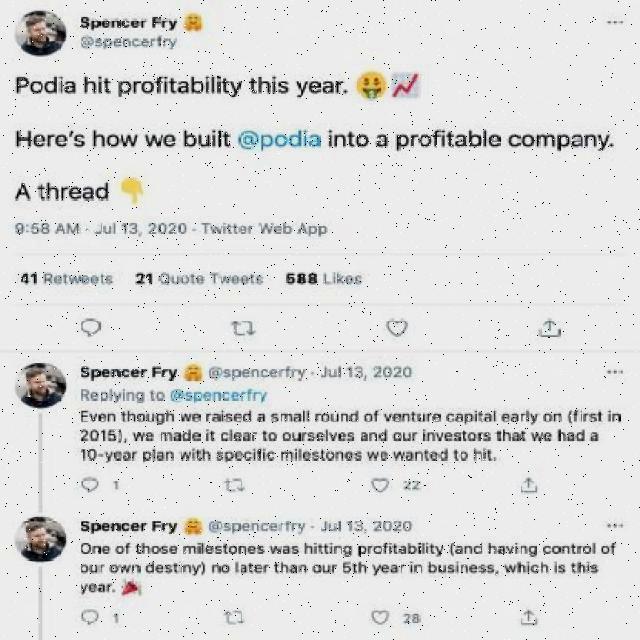 Spencer Fry 🤗
@spencerfry
Podia hit profitability this year. 🤑 📈
Here's how we built @podia into a profitable company.
A thread 👇
9:58 AM · Jul 13, 2020 · Twitter Web App
41 Retweets 21 Quote Tweets 588 Likes
Spencer Fry 🤗 @spencerfry · Jul 13, 2020
Replying to @spencerfry
Even though we raised a small round of venture capital early on (first in
2015), we made it clear to ourselves and our investors that we had a
10-year plan with specific milestones we wanted to hit.
1 22
Spencer Fry 🤗 @spencerfry · Jul 13, 2020
One of those milestones was hitting profitability (and having control of
our own destiny) no later than our 5th year in business, which is this
year. 🎉
1 28